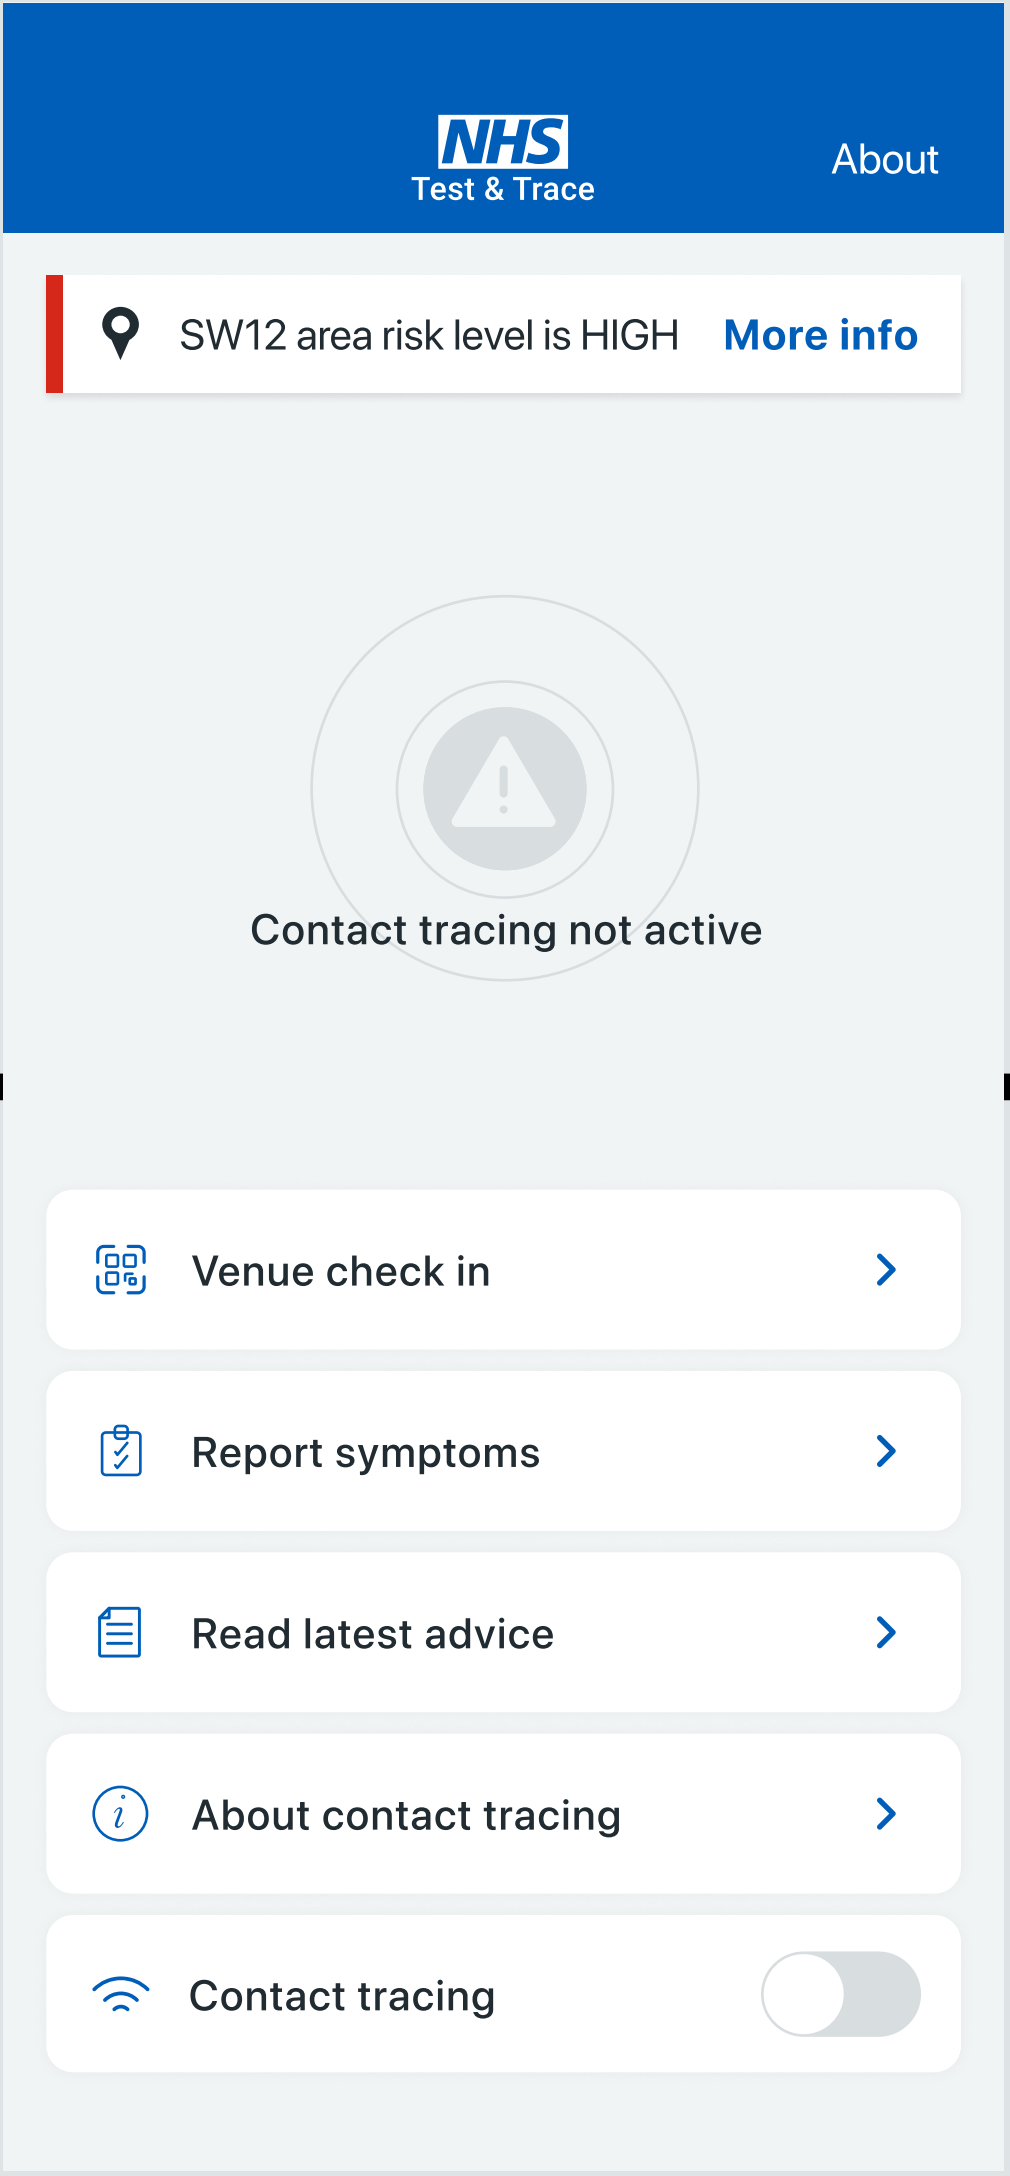 NHS
Test & Trace
About
SW12 area risk level is HIGH
More info
Contact tracing not active
Venue check in
Report symptoms
Read latest advice
About contact tracing
Contact tracing